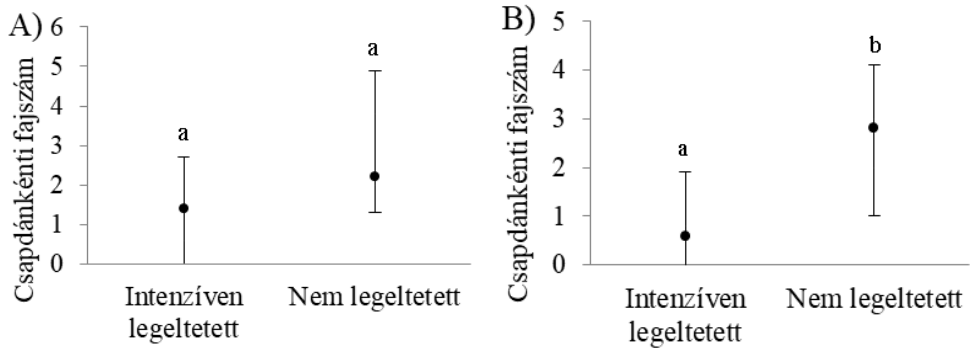 A)
Csapdánkénti fajszám
6
5
4
3
2
1
0
a
a
Intenzíven
legeltetett
Nem legeltetett
B)
Csapdánkénti fajszám
5
4
3
2
1
0
a
b
Intenzíven
legeltetett
Nem legeltetett